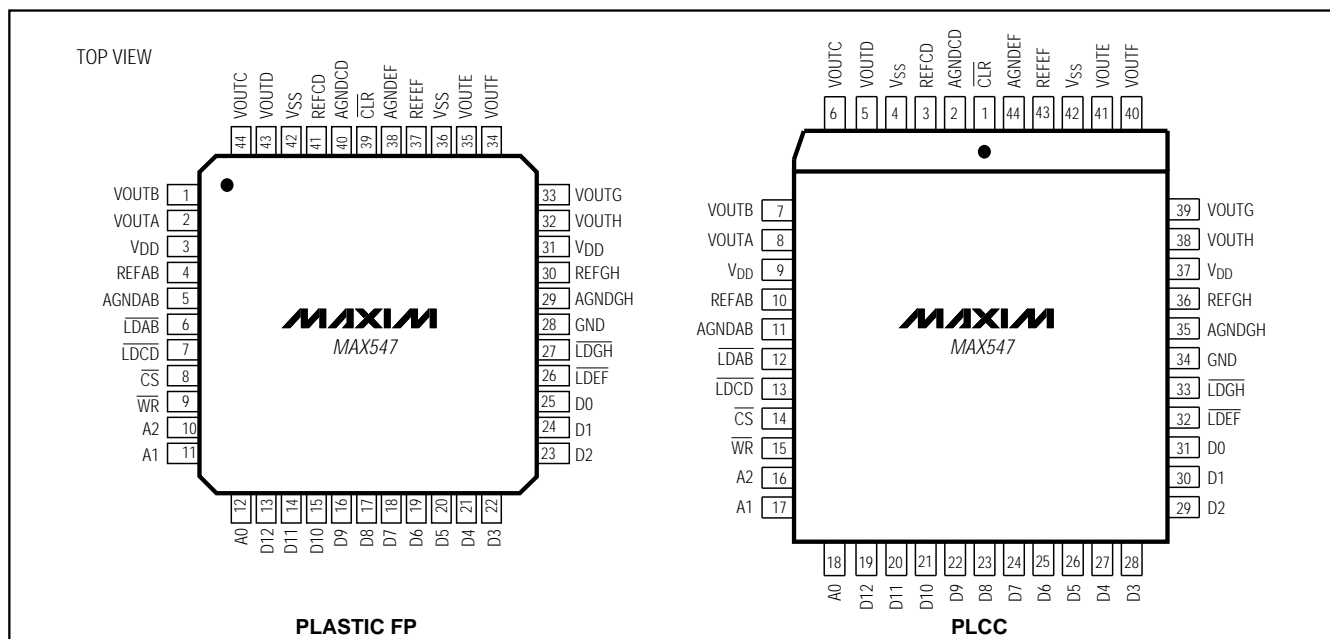 TOP VIEW
VOUTC VOUTD VSS REFCD AGNDCD CLR AGNDEF REFEF VSS VOUTE VOUTF
44 43 42 41 40 39 38 37 36 35 34
VOUTB 1
VOUTA 2
VDD 3
REFAB 4
AGNDAB 5
LDAB 6
LDCD 7
CS 8
WR 9
A2 10
A1 11
MAXIM
MAX547
33 VOUTG
32 VOUTH
31 VDD
30 REFGH
29 AGNDGH
28 GND
27 LDGH
26 LDEF
25 D0
24 D1
23 D2
12 13 14 15 16 17 18 19 20 21 22
A0 D12 D11 D10 D9 D8 D7 D6 D5 D4 D3
PLASTIC FP
VOUTC VOUTD VSS REFCD AGNDCD CLR AGNDEF REFEF VSS VOUTE VOUTF
6 5 4 3 2 1 44 43 42 41 40
VOUTB 7
VOUTA 8
VDD 9
REFAB 10
AGNDAB 11
LDAB 12
LDCD 13
CS 14
WR 15
A2 16
A1 17
MAXIM
MAX547
39 VOUTG
38 VOUTH
37 VDD
36 REFGH
35 AGNDGH
34 GND
33 LDGH
32 LDEF
31 D0
30 D1
29 D2
18 19 20 21 22 23 24 25 26 27 28
A0 D12 D11 D10 D9 D8 D7 D6 D5 D4 D3
PLCC